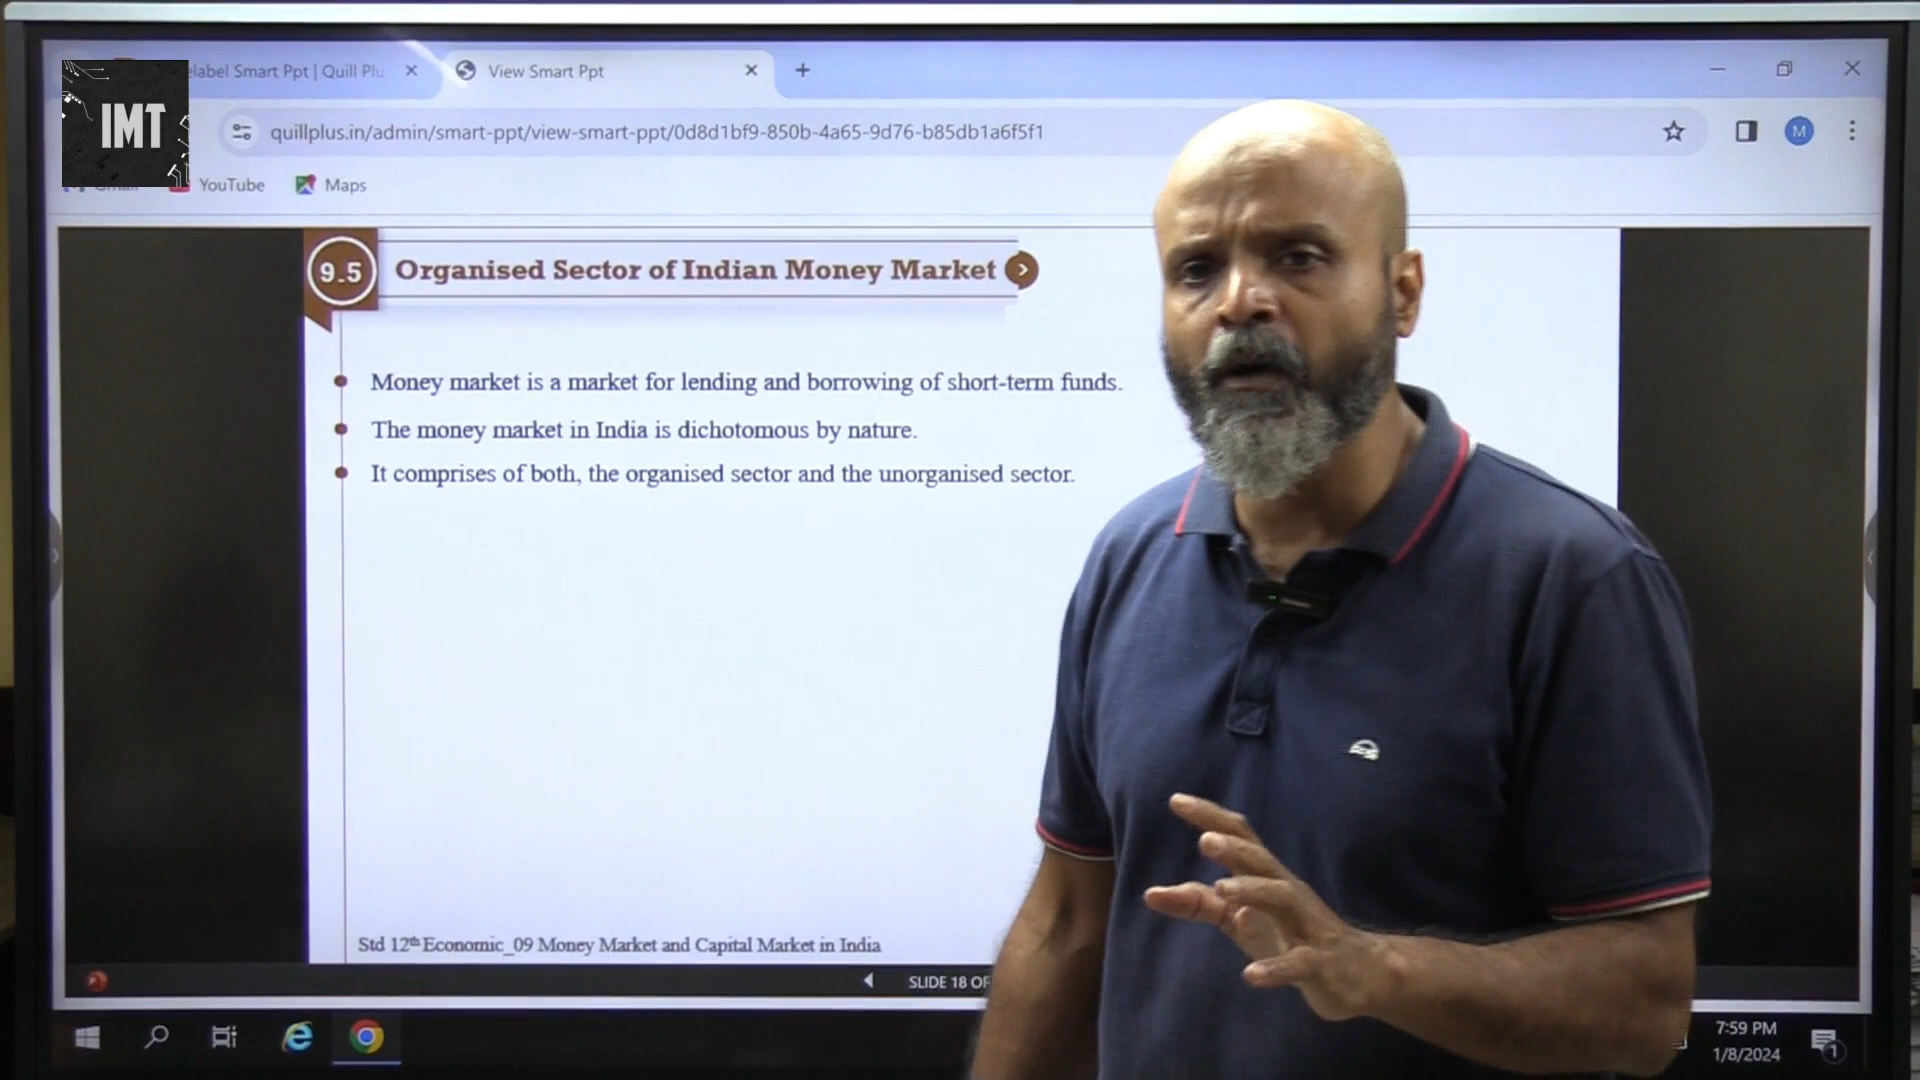 elabel Smart Ppt | Quill Plu
View Smart Ppt
IMT
quillplus.in/admin/smart-ppt/view-smart-ppt/0d8d1bf9-850b-4a65-9d76-b85db1a6f5f1
M
Gmail
YouTube
Maps
9.5
Organised Sector of Indian Money Market
Money market is a market for lending and borrowing of short-term funds.
The money market in India is dichotomous by nature.
It comprises of both, the organised sector and the unorganised sector.
Std 12th Economic_09 Money Market and Capital Market in India
SLIDE 18 OF
7:59 PM
1/8/2024
1